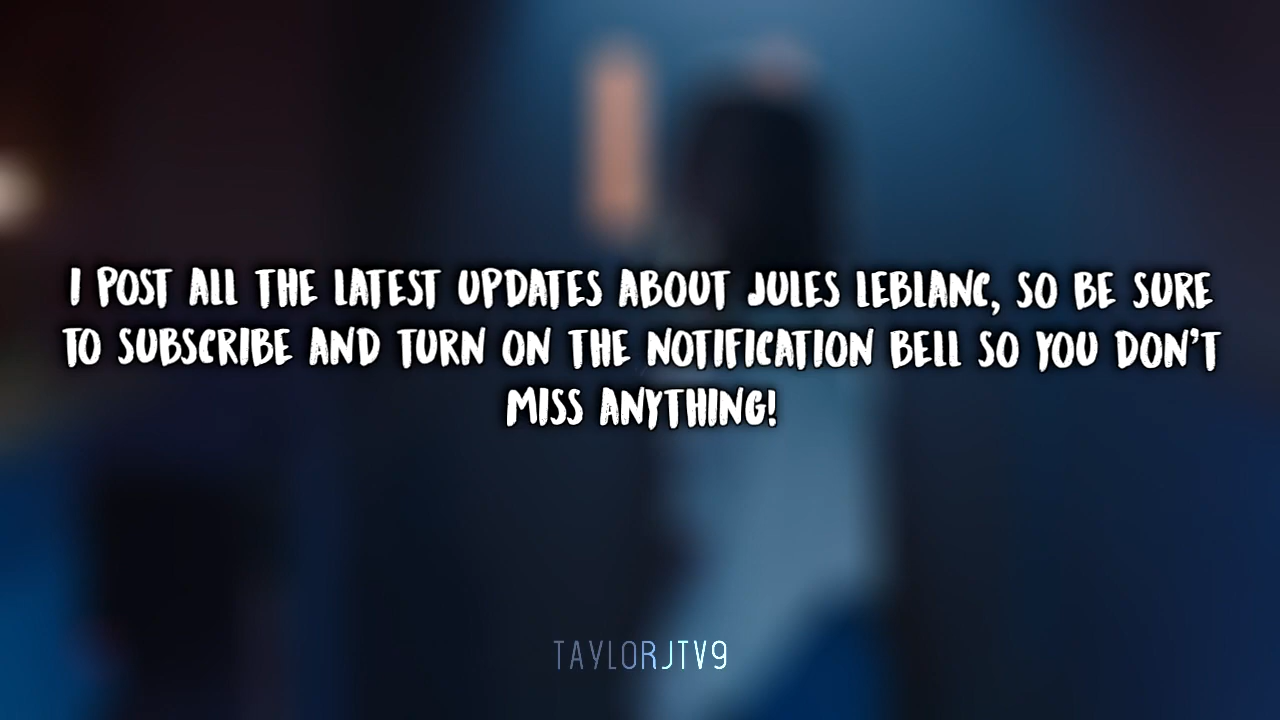 I POST ALL THE LATEST UPDATES ABOUT JULES LEBLANC, SO BE SURE
TO SUBSCRIBE AND TURN ON THE NOTIFICATION BELL SO YOU DON'T
MISS ANYTHING!
TAYLORJTV9